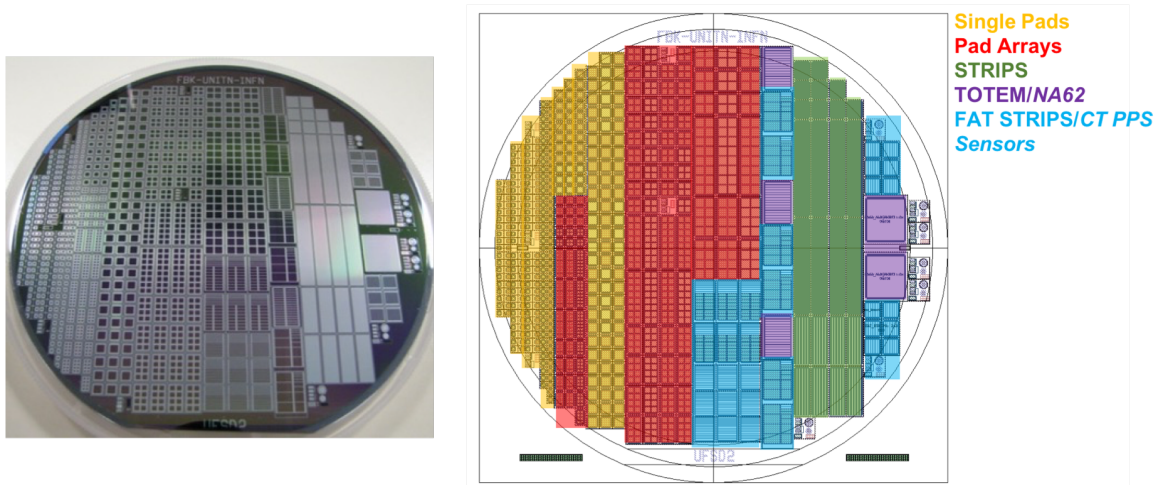 FBK-UNITN-INFN
UFSD2
FBK-UNITN-INFN
UFSD2
Single Pads
Pad Arrays
STRIPS
TOTEM/NA62
FAT STRIPS/CT PPS
Sensors